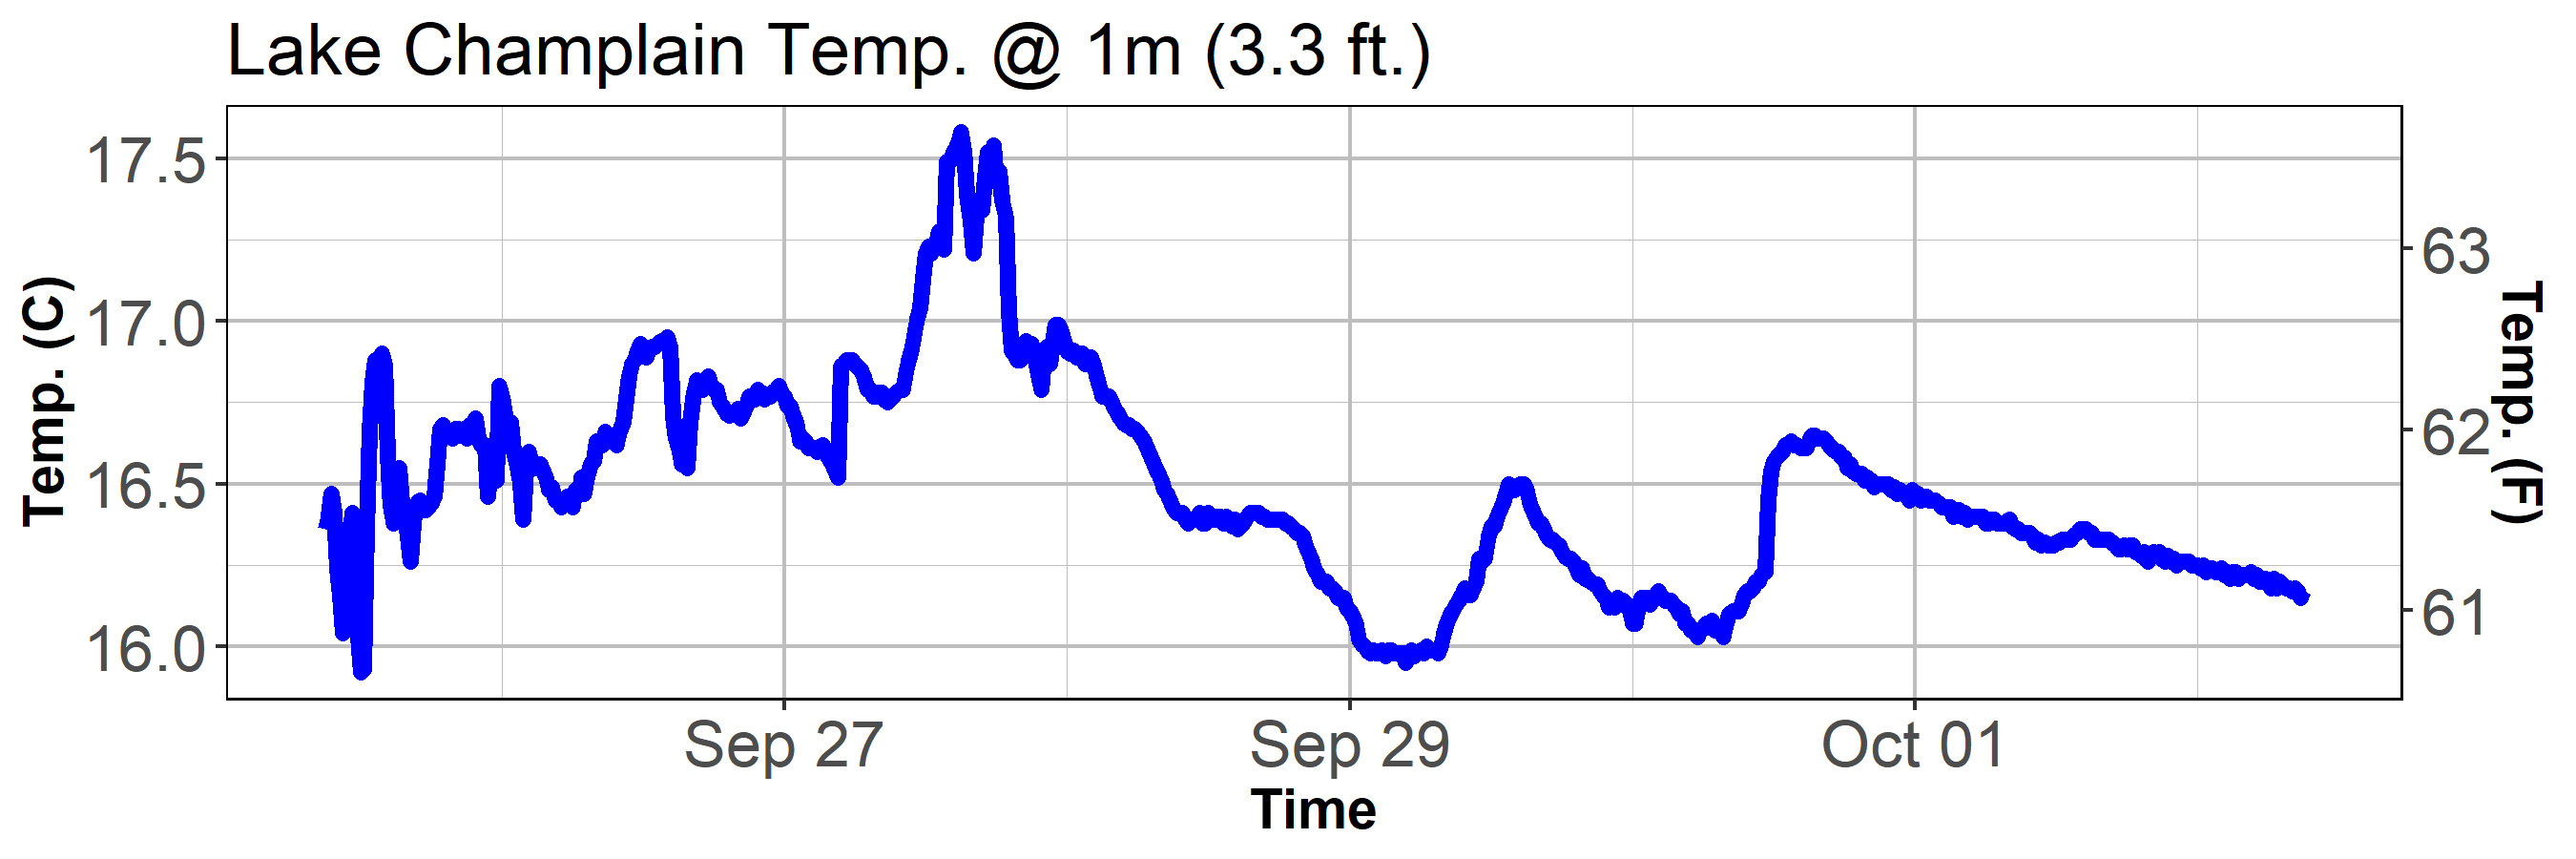 Lake Champlain Temp. @ 1m (3.3 ft.)
Temp. (C)
17.5
17.0
16.5
16.0
63
62
61
Temp. (F)
Sep 27
Sep 29
Oct 01
Time